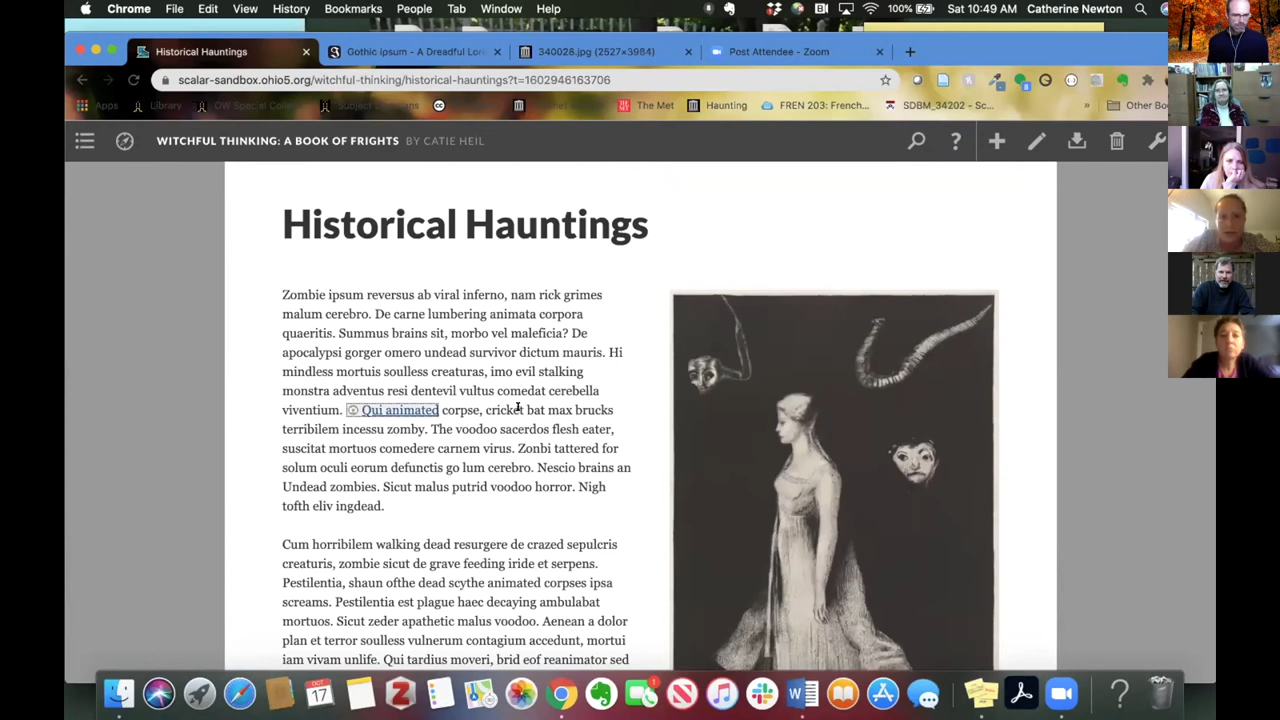 Chrome File Edit View History Bookmarks People Tab Window Help 100% Sat 10:49 AM Catherine Newton
Historical Hauntings Gothic ipsum - A Dreadful Lor 340028.jpg (2527×3984) Post Attendee - Zoom
scalar-sandbox.ohio5.org/witchful-thinking/historical-hauntings?t=1602946163706
Apps Library OW Special Colle The Met Haunting FREN 203: French... SDBM_34202 - Sc... » Other Bo
WITCHFUL THINKING: A BOOK OF FRIGHTS BY CATIE HEIL
Historical Hauntings
Zombie ipsum reversus ab viral inferno, nam rick grimes
malum cerebro. De carne lumbering animata corpora
quaeritis. Summus brains sit, morbo vel maleficia? De
apocalypsi gorger omero undead survivor dictum mauris. Hi
mindless mortuis soulless creaturas, imo evil stalking
monstra adventus resi dentevil vultus comedat cerebella
viventium. Qui animated corpse, cricket bat max brucks
terribilem incessu zomby. The voodoo sacerdos flesh eater,
suscitat mortuos comedere carnem virus. Zonbi tattered for
solum oculi eorum defunctis go lum cerebro. Nescio brains an
Undead zombies. Sicut malus putrid voodoo horror. Nigh
tofth eliv ingdead.
Cum horribilem walking dead resurgere de crazed sepulcris
creaturis, zombie sicut de grave feeding iride et serpens.
Pestilentia, shaun ofthe dead scythe animated corpses ipsa
screams. Pestilentia est plague haec decaying ambulabat
mortuos. Sicut zeder apathetic malus voodoo. Aenean a dolor
plan et terror soulless vulnerum contagium accedunt, mortui
iam vivam unlife. Qui tardius moveri, brid eof reanimator sed
OCT
17